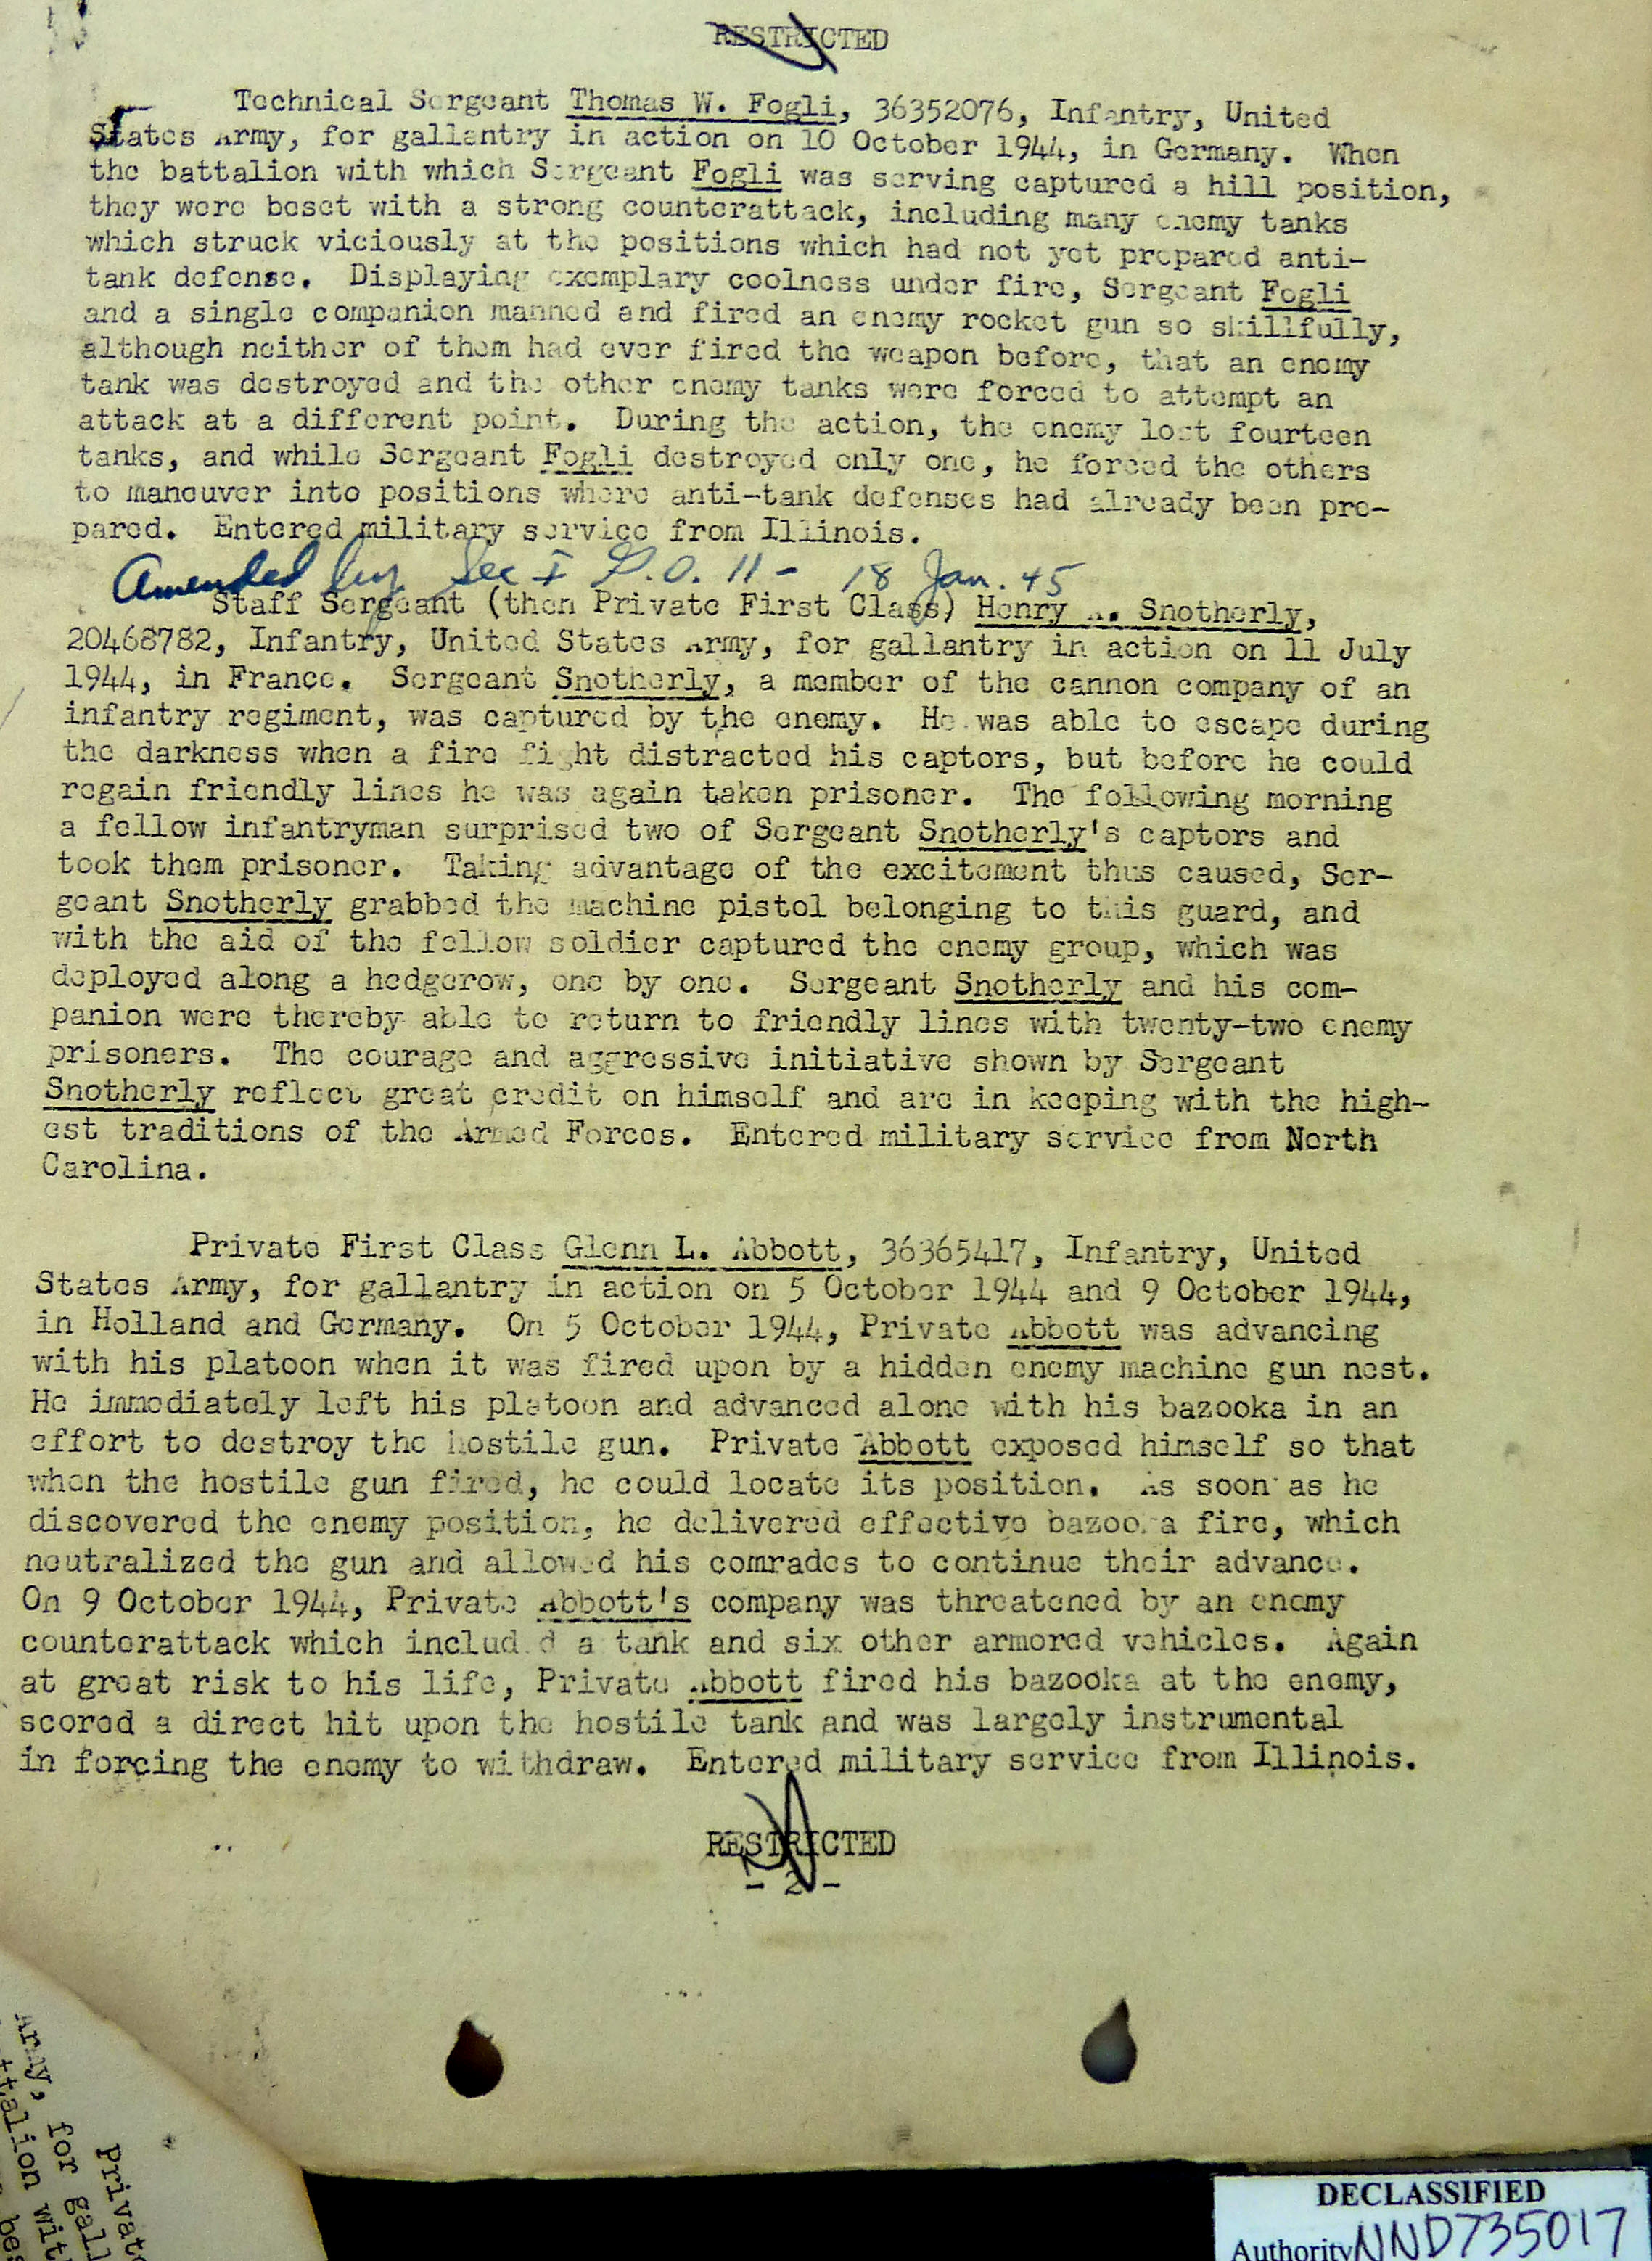 RESTRICTED
Technical Sergeant Thomas W. Fogli, 36352076, Infantry, United
States Army, for gallantry in action on 10 October 1944, in Germany. When
the battalion with which Sergeant Fogli was serving captured a hill position,
they were beset with a strong counterattack, including many enemy tanks
which struck viciously at the positions which had not yet prepared anti-
tank defense. Displaying exemplary coolness under fire, Sergeant Fogli
and a single companion manned and fired an enemy rocket gun so skillfully,
although neither of them had ever fired the weapon before, that an enemy
tank was destroyed and the other enemy tanks were forced to attempt an
attack at a different point. During the action, the enemy lost fourteen
tanks, and while Sergeant Fogli destroyed only one, he forced the others
to maneuver into positions where anti-tank defenses had already been pre-
pared. Entered military service from Illinois.
Amended by Sec I G.O. 11 - 18 Jan. 45
Staff Sergeant (then Private First Class) Henry . Snotherly,
20468782, Infantry, United States Army, for gallantry in action on 11 July
1944, in France. Sergeant Snotherly, a member of the cannon company of an
infantry regiment, was captured by the enemy. He was able to escape during
the darkness when a fire fight distracted his captors, but before he could
regain friendly lines he was again taken prisoner. The following morning
a fellow infantryman surprised two of Sergeant Snotherly's captors and
took them prisoner. Taking advantage of the excitement thus caused, Ser-
geant Snotherly grabbed the machine pistol belonging to this guard, and
with the aid of the fellow soldier captured the enemy group, which was
deployed along a hedgerow, one by one. Sergeant Snotherly and his com-
panion were thereby able to return to friendly lines with twenty-two enemy
prisoners. The courage and aggressive initiative shown by Sergeant
Snotherly reflect great credit on himself and are in keeping with the high-
est traditions of the Armed Forces. Entered military service from North
Carolina.
Private First Class Glenn L. Abbott, 36365417, Infantry, United
States Army, for gallantry in action on 5 October 1944 and 9 October 1944,
in Holland and Germany. On 5 October 1944, Private Abbott was advancing
with his platoon when it was fired upon by a hidden enemy machine gun nest.
He immediately left his platoon and advanced alone with his bazooka in an
effort to destroy the hostile gun. Private Abbott exposed himself so that
when the hostile gun fired, he could locate its position. As soon as he
discovered the enemy position, he delivered effective bazooka fire, which
neutralized the gun and allowed his comrades to continue their advance.
On 9 October 1944, Private Abbott's company was threatened by an enemy
counterattack which included a tank and six other armored vehicles. Again
at great risk to his life, Private Abbott fired his bazooka at the enemy,
scored a direct hit upon the hostile tank and was largely instrumental
in forcing the enemy to withdraw. Entered military service from Illinois.
RESTRICTED
- 2 -
Private
Army, for gall
ttalion wit
bes
DECLASSIFIED
Authority NND735017